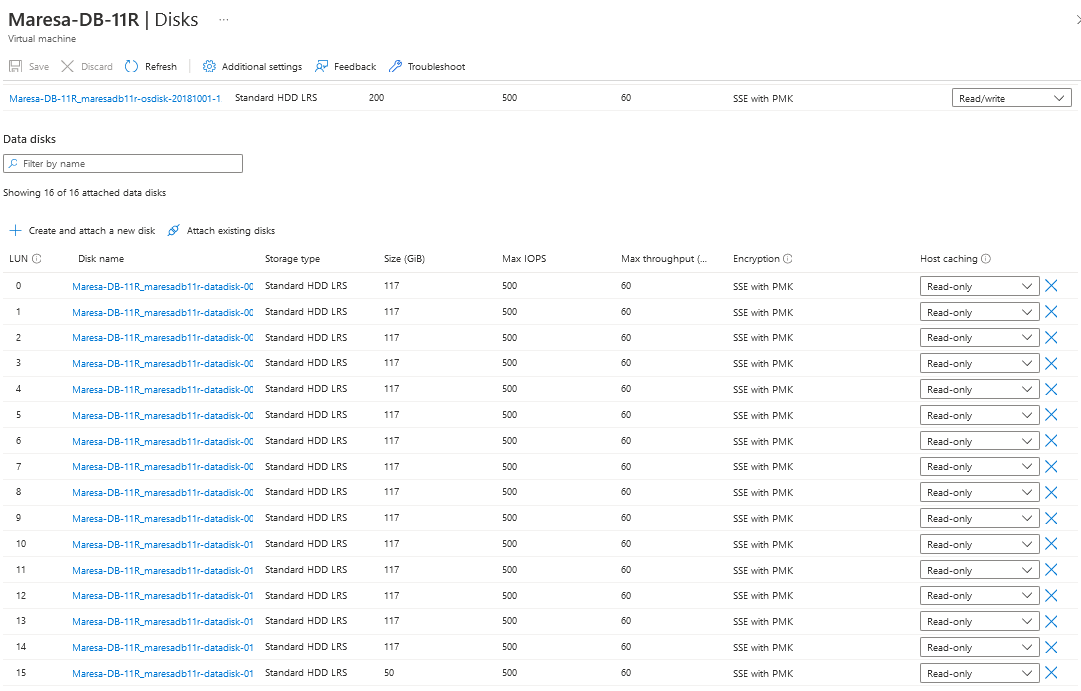 Maresa-DB-11R | Disks ...
Virtual machine
Save Discard Refresh Additional settings Feedback Troubleshoot
Maresa-DB-11R_maresadb11r-osdisk-20181001-1 Standard HDD LRS 200 500 60 SSE with PMK Read/write
Data disks
Filter by name
Showing 16 of 16 attached data disks
Create and attach a new disk Attach existing disks
LUN Disk name Storage type Size (GiB) Max IOPS Max throughput (... Encryption Host caching
0 Maresa-DB-11R_maresadb11r-datadisk-00 Standard HDD LRS 117 500 60 SSE with PMK Read-only
1 Maresa-DB-11R_maresadb11r-datadisk-00 Standard HDD LRS 117 500 60 SSE with PMK Read-only
2 Maresa-DB-11R_maresadb11r-datadisk-00 Standard HDD LRS 117 500 60 SSE with PMK Read-only
3 Maresa-DB-11R_maresadb11r-datadisk-00 Standard HDD LRS 117 500 60 SSE with PMK Read-only
4 Maresa-DB-11R_maresadb11r-datadisk-00 Standard HDD LRS 117 500 60 SSE with PMK Read-only
5 Maresa-DB-11R_maresadb11r-datadisk-00 Standard HDD LRS 117 500 60 SSE with PMK Read-only
6 Maresa-DB-11R_maresadb11r-datadisk-00 Standard HDD LRS 117 500 60 SSE with PMK Read-only
7 Maresa-DB-11R_maresadb11r-datadisk-00 Standard HDD LRS 117 500 60 SSE with PMK Read-only
8 Maresa-DB-11R_maresadb11r-datadisk-00 Standard HDD LRS 117 500 60 SSE with PMK Read-only
9 Maresa-DB-11R_maresadb11r-datadisk-00 Standard HDD LRS 117 500 60 SSE with PMK Read-only
10 Maresa-DB-11R_maresadb11r-datadisk-01 Standard HDD LRS 117 500 60 SSE with PMK Read-only
11 Maresa-DB-11R_maresadb11r-datadisk-01 Standard HDD LRS 117 500 60 SSE with PMK Read-only
12 Maresa-DB-11R_maresadb11r-datadisk-01 Standard HDD LRS 117 500 60 SSE with PMK Read-only
13 Maresa-DB-11R_maresadb11r-datadisk-01 Standard HDD LRS 117 500 60 SSE with PMK Read-only
14 Maresa-DB-11R_maresadb11r-datadisk-01 Standard HDD LRS 117 500 60 SSE with PMK Read-only
15 Maresa-DB-11R_maresadb11r-datadisk-01 Standard HDD LRS 50 500 60 SSE with PMK Read-only